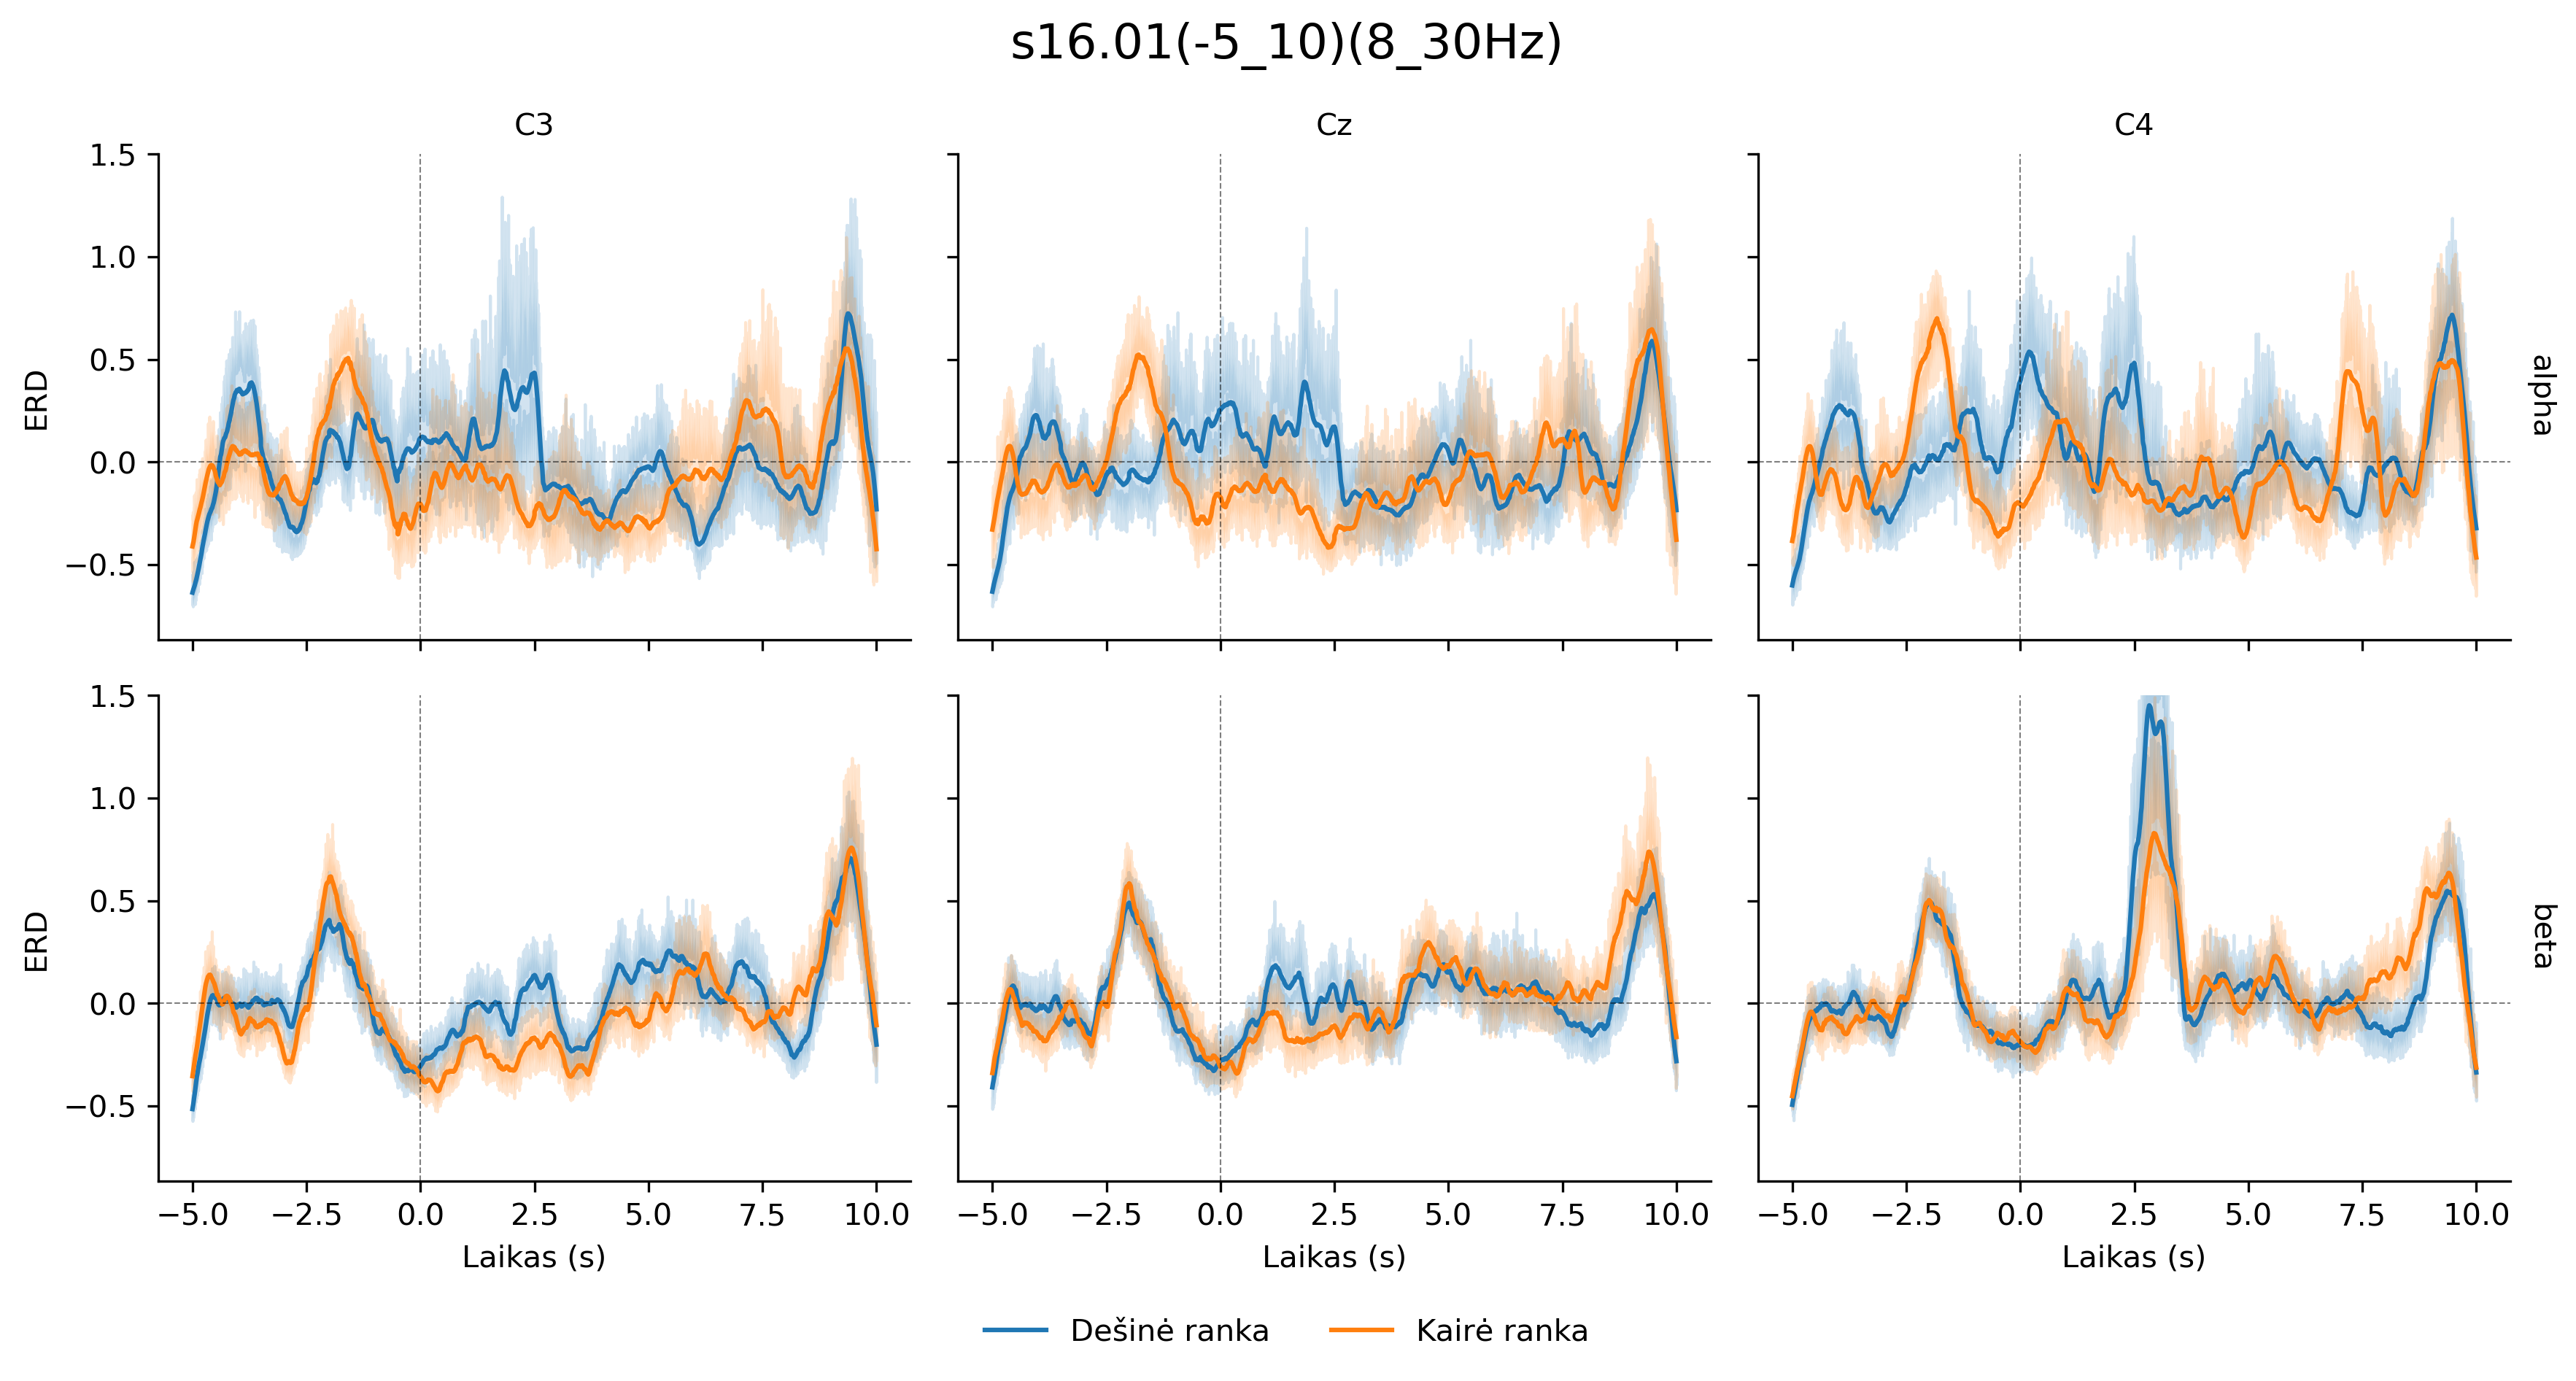 s16.01(-5_10)(8_30Hz)
C3 Cz C4
1.5
1.0
0.5
0.0
−0.5
ERD
alpha
1.5
1.0
0.5
0.0
−0.5
ERD
beta
−5.0 −2.5 0.0 2.5 5.0 7.5 10.0 −5.0 −2.5 0.0 2.5 5.0 7.5 10.0 −5.0 −2.5 0.0 2.5 5.0 7.5 10.0
Laikas (s) Laikas (s) Laikas (s)
Dešinė ranka Kairė ranka